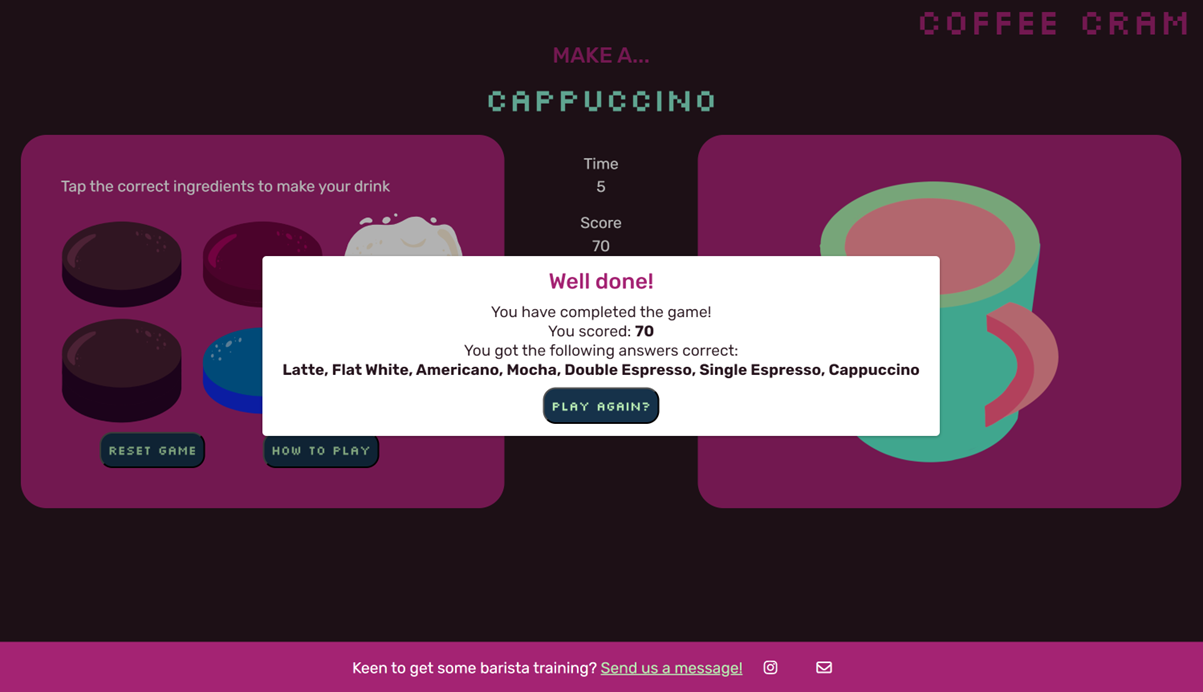 COFFEE CRAM
MAKE A...
CAPPUCCINO
Tap the correct ingredients to make your drink
Time
5
Score
70
Well done!
You have completed the game!
You scored: 70
You got the following answers correct:
Latte, Flat White, Americano, Mocha, Double Espresso, Single Espresso, Cappuccino
PLAY AGAIN?
RESET GAME
HOW TO PLAY
Keen to get some barista training? Send us a message!